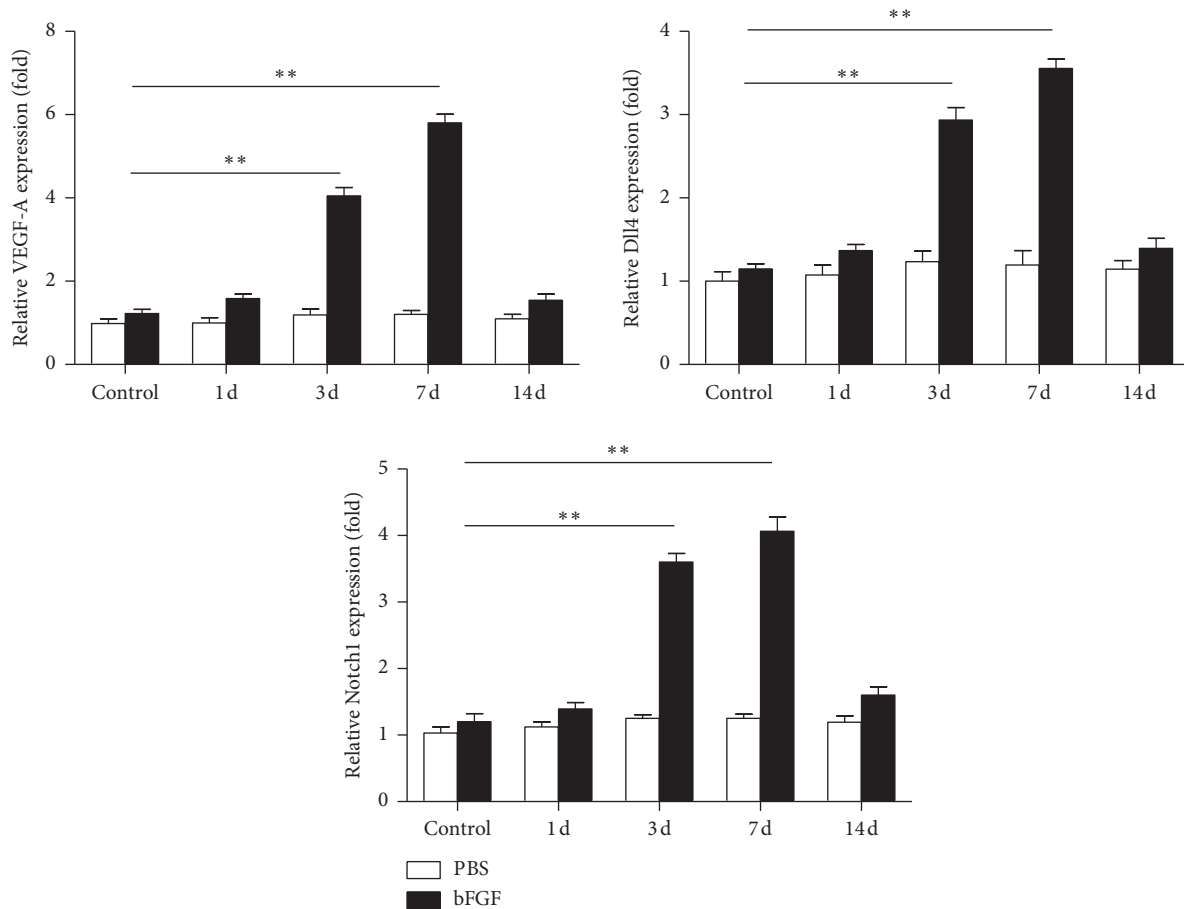 Relative VEGF-A expression (fold)
8
6
4
2
0
**
**
Control 1 d 3 d 7 d 14 d
Relative Dll4 expression (fold)
4
3
2
1
0
**
**
Control 1 d 3 d 7 d 14 d
Relative Notch1 expression (fold)
5
4
3
2
1
0
**
**
Control 1 d 3 d 7 d 14 d
PBS
bFGF